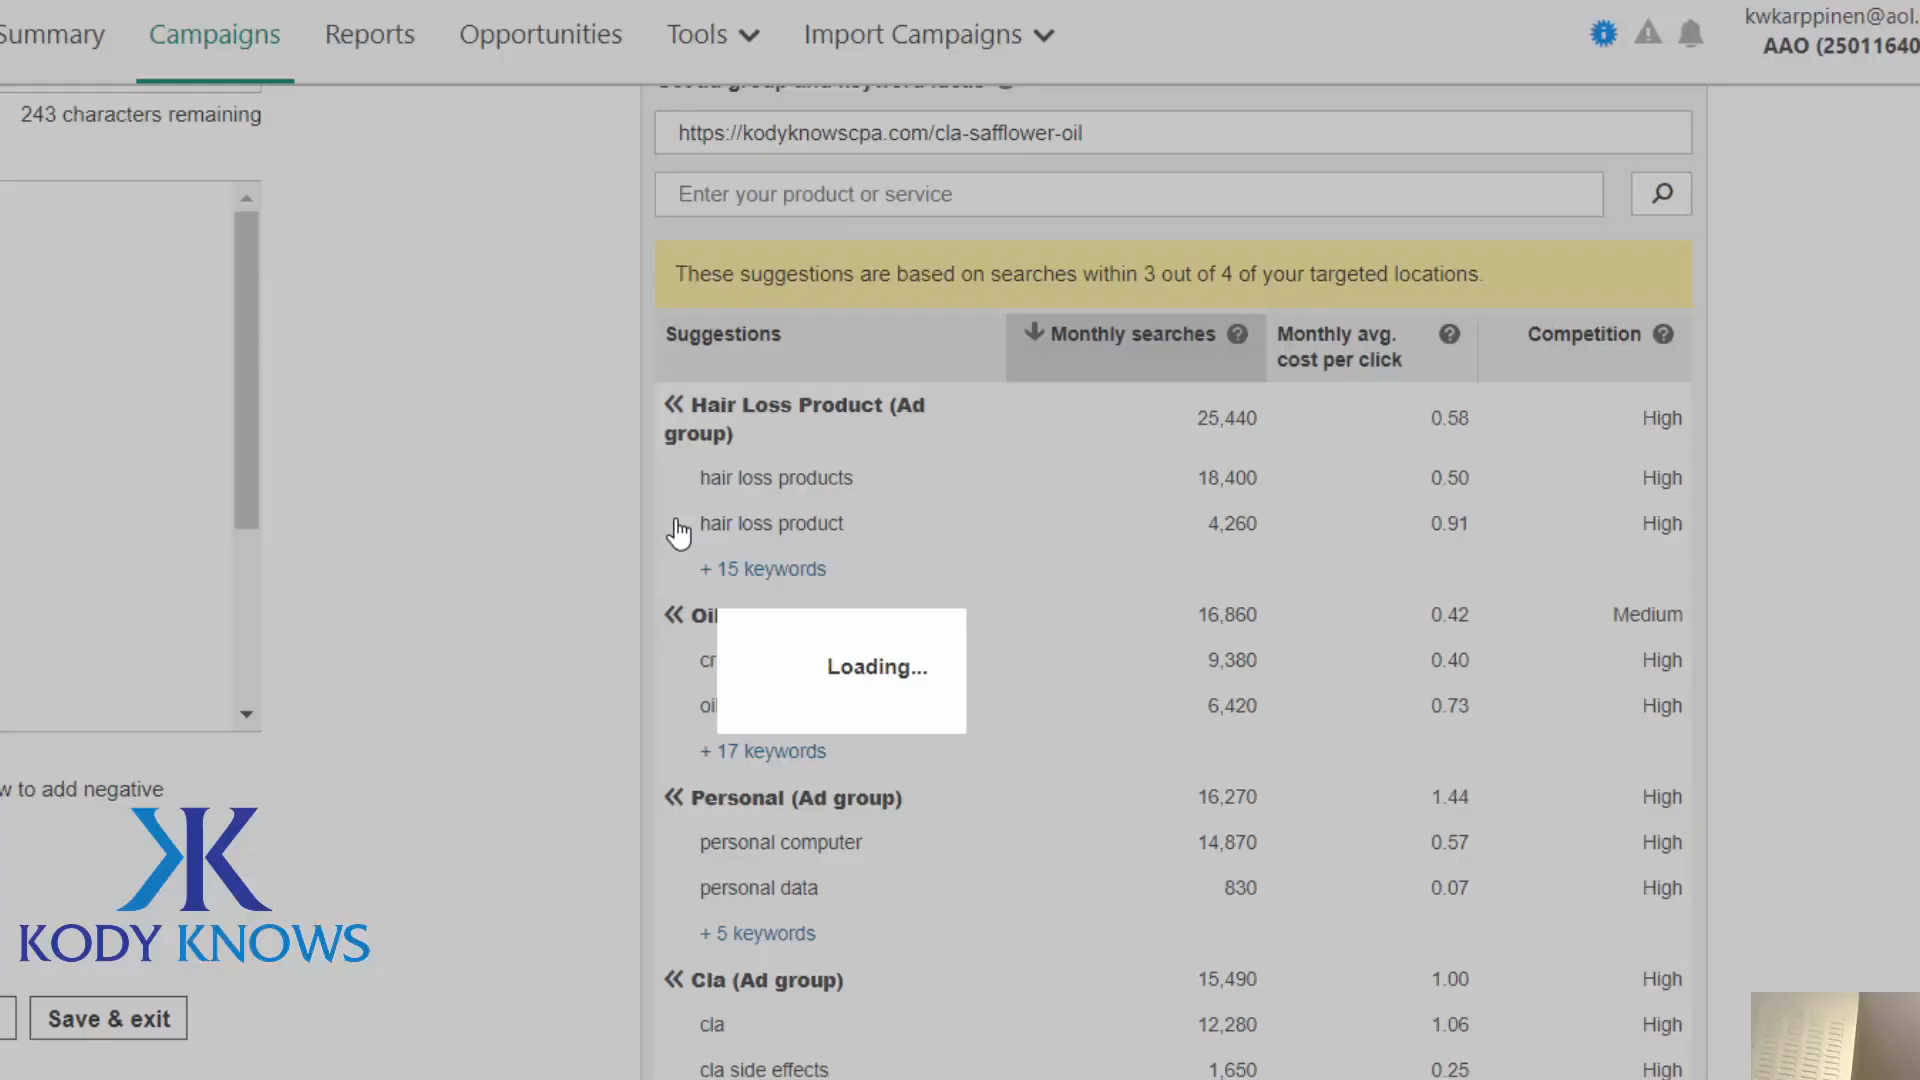 Summary Campaigns Reports Opportunities Tools Import Campaigns
kwkarppinen@aol.
AAO (25011640
243 characters remaining
https://kodyknowscpa.com/cla-safflower-oil
Enter your product or service
These suggestions are based on searches within 3 out of 4 of your targeted locations.
Suggestions Monthly searches Monthly avg. cost per click Competition
Hair Loss Product (Ad group) 25,440 0.58 High
hair loss products 18,400 0.50 High
hair loss product 4,260 0.91 High
+ 15 keywords
Oil 16,860 0.42 Medium
cr 9,380 0.40 High
Loading...
oil 6,420 0.73 High
+ 17 keywords
w to add negative
Personal (Ad group) 16,270 1.44 High
personal computer 14,870 0.57 High
personal data 830 0.07 High
+ 5 keywords
KODY KNOWS
Cla (Ad group) 15,490 1.00 High
Save & exit
cla 12,280 1.06 High
cla side effects 1,650 0.25 High